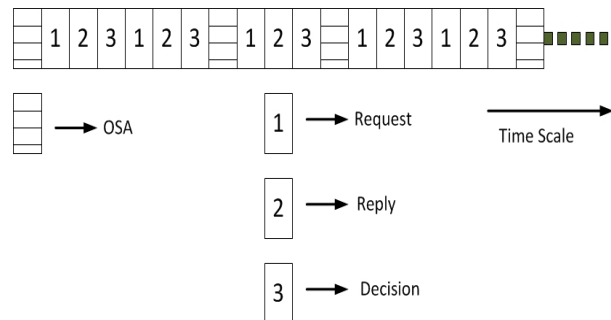 1 2 3 1 2 3 1 2 3 1 2 3 1 2 3
OSA
1 Request
Time Scale
2 Reply
3 Decision